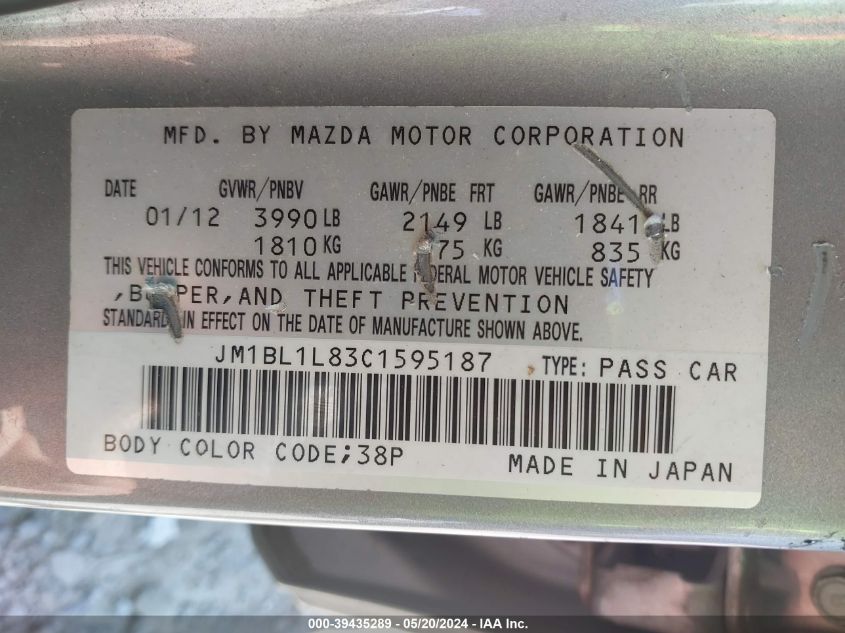 MFD. BY MAZDA MOTOR CORPORATION
DATE GVWR/PNBV GAWR/PNBE FRT GAWR/PNBE RR
01/12 3990 LB 2149 LB 1841 LB
1810 KG KG 835 KG
THIS VEHICLE CONFORMS TO ALL APPLICABLE FEDERAL MOTOR VEHICLE SAFETY
, BUMPER, AND THEFT PREVENTION
STANDARDS IN EFFECT ON THE DATE OF MANUFACTURE SHOWN ABOVE.
JM1BL1L83C1595187 TYPE: PASS CAR
BODY COLOR CODE;38P MADE IN JAPAN
000-39435289 - 05/20/2024 - IAA Inc.